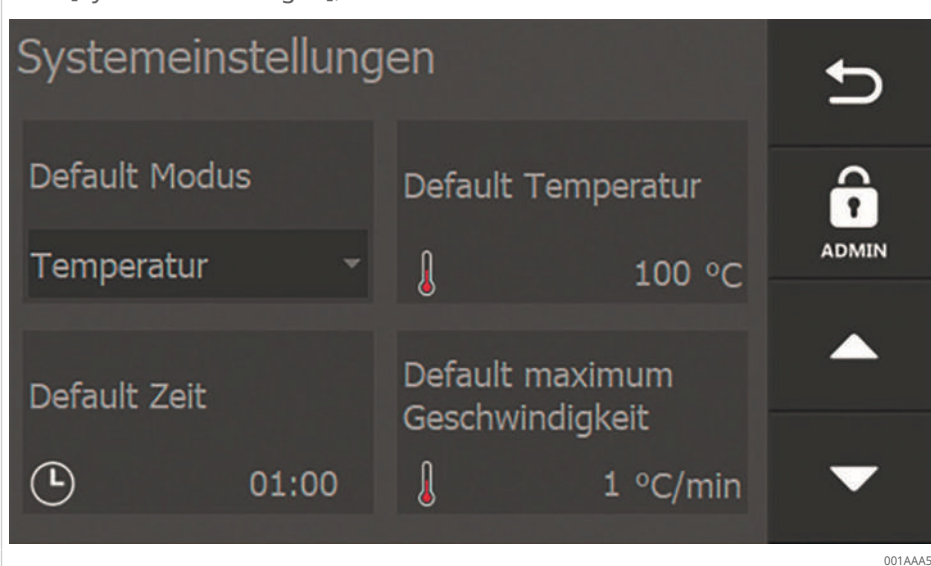 Systemeinstellungen
Default Modus
Temperatur
Default Temperatur
100 °C
Default Zeit
01:00
Default maximum
Geschwindigkeit
1 °C/min
ADMIN
001AAA5